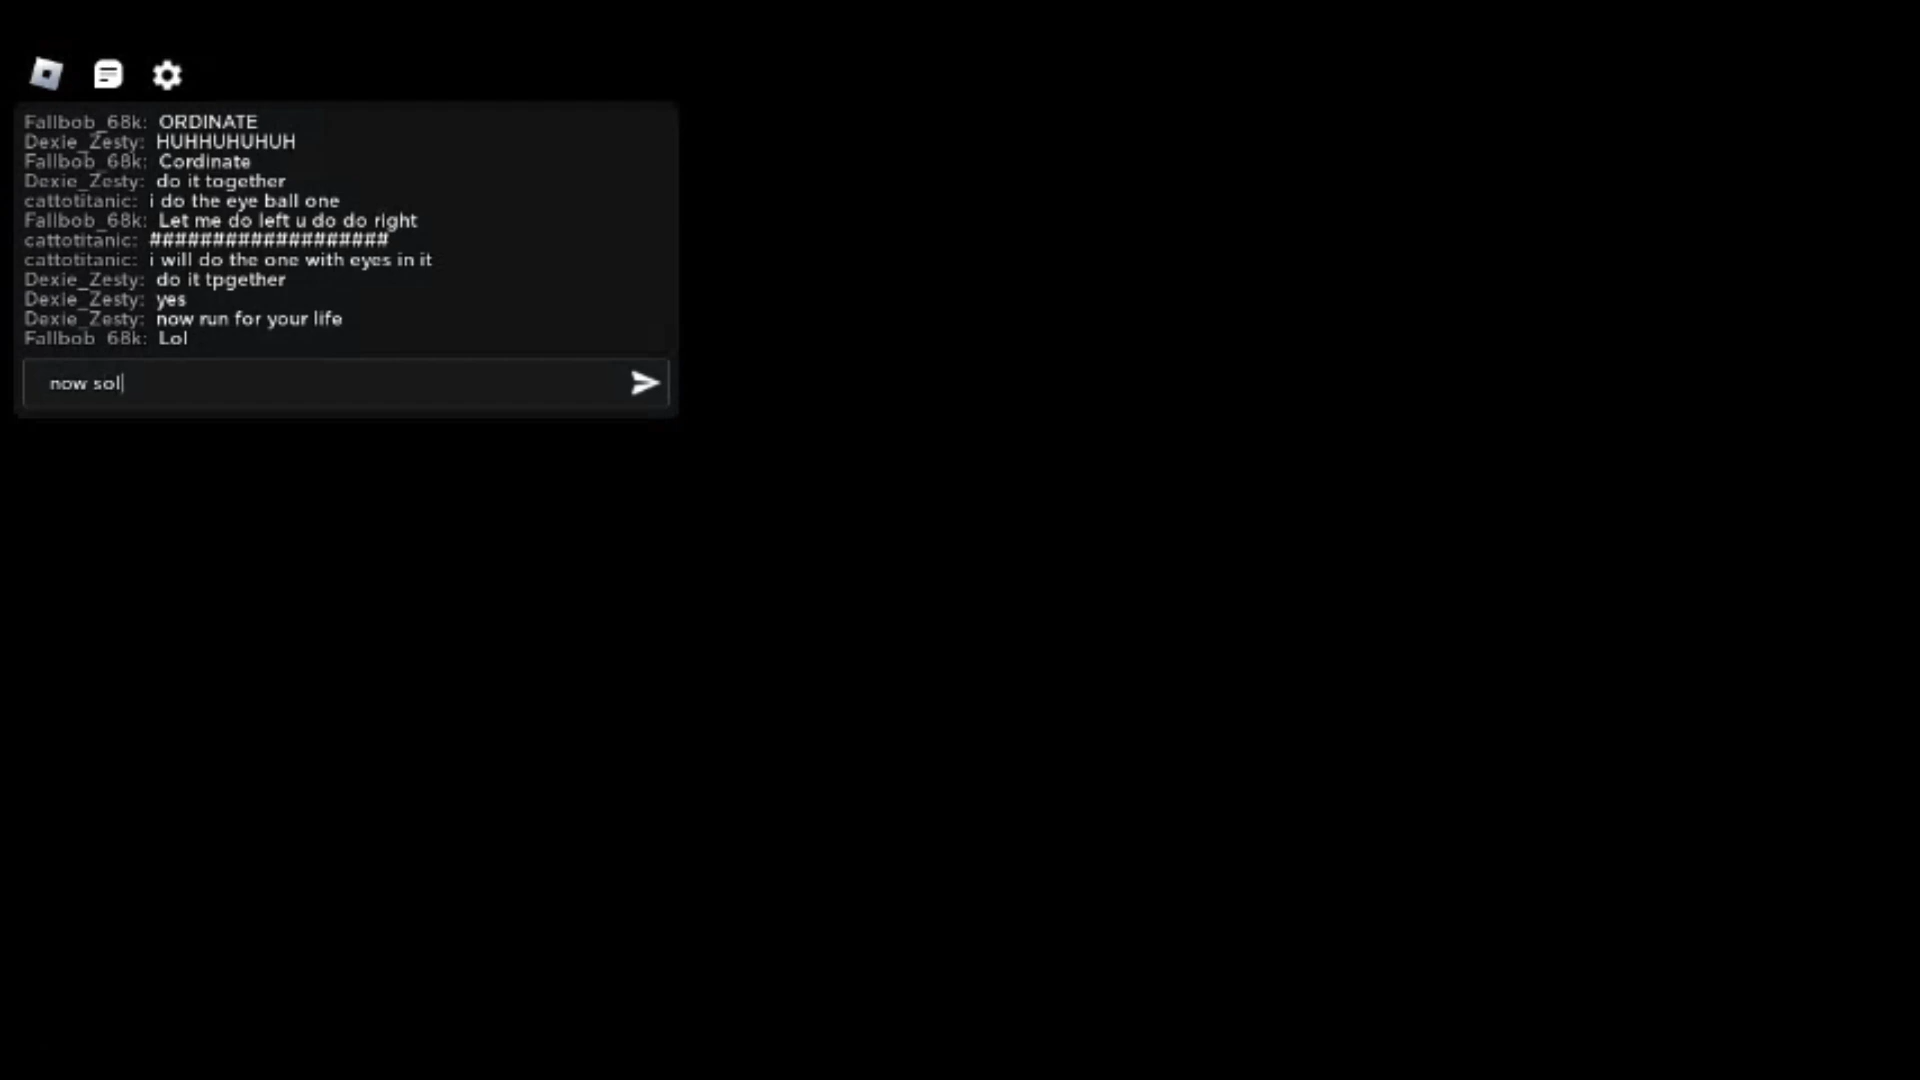 Fallbob_68k: ORDINATE
Dexie_Zesty: HUHHUHUHUH
Fallbob_68k: Cordinate
Dexie_Zesty: do it together
cattotitanic: i do the eye ball one
Fallbob_68k: Let me do left u do do right
cattotitanic: ###################
cattotitanic: i will do the one with eyes in it
Dexie_Zesty: do it tpgether
Dexie_Zesty: yes
Dexie_Zesty: now run for your life
Fallbob_68k: Lol
now sol